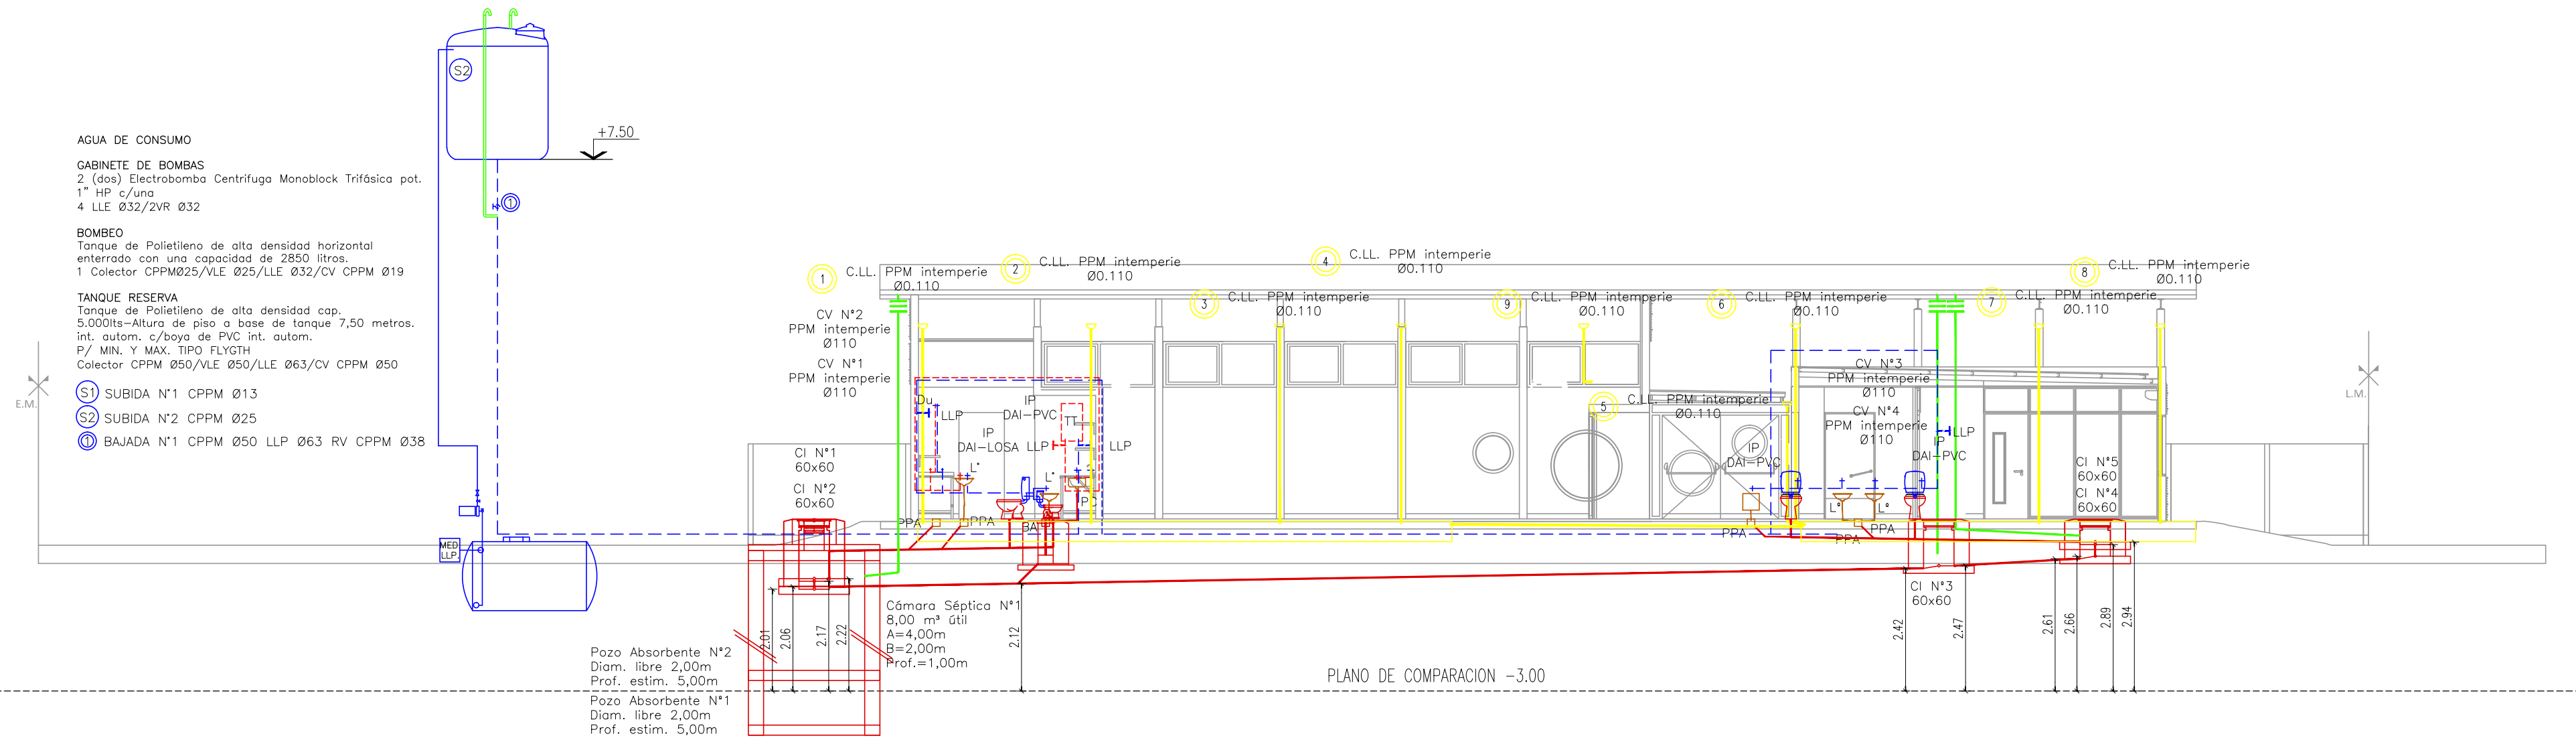 S2
+7.50
AGUA DE CONSUMO
GABINETE DE BOMBAS
2 (dos) Electrobomba Centrifuga Monoblock Trifásica pot.
1" HP c/una
4 LLE Ø32/2VR Ø32
1
BOMBEO
Tanque de Polietileno de alta densidad horizontal
enterrado con una capacidad de 2850 litros.
1 Colector CPPMØ25/VLE Ø25/LLE Ø32/CV CPPM Ø19
TANQUE RESERVA
Tanque de Polietileno de alta densidad cap.
5.000lts-Altura de piso a base de tanque 7,50 metros.
int. autom. c/boya de PVC int. autom.
P/ MIN. Y MAX. TIPO FLYGTH
Colector CPPM Ø50/VLE Ø50/LLE Ø63/CV CPPM Ø50
S1 SUBIDA N°1 CPPM Ø13
S2 SUBIDA N°2 CPPM Ø25
1 BAJADA N°1 CPPM Ø50 LLP Ø63 RV CPPM Ø38
E.M.
MED
LLP.
1 C.LL. PPM intemperie
Ø0.110
2 C.LL. PPM intemperie
Ø0.110
3 C.LL. PPM intemperie
Ø0.110
4 C.LL. PPM intemperie
Ø0.110
9 C.LL. PPM intemperie
Ø0.110
6 C.LL. PPM intemperie
Ø0.110
7 C.LL. PPM intemperie
Ø0.110
8 C.LL. PPM intemperie
Ø0.110
5 C.LL. PPM intemperie
Ø0.110
CV N°2
PPM intemperie
Ø110
CV N°1
PPM intemperie
Ø110
CV N°3
PPM intemperie
Ø110
CV N°4
PPM intemperie
Ø110
L.M.
Du
LLP
IP
DAI-PVC
IP
DAI-LOSA
TT
LLP
LLP
L°
L°
PPA
PPA
BA
IP
DAI-PVC
LLP
IP
DAI-PVC
L°
L°
PPA
PPA
PPA
CI N°1
60x60
CI N°2
60x60
CI N°5
60x60
CI N°4
60x60
CI N°3
60x60
Cámara Séptica N°1
8,00 m³ útil
A=4,00m
B=2,00m
Prof.=1,00m
Pozo Absorbente N°2
Diam. libre 2,00m
Prof. estim. 5,00m
Pozo Absorbente N°1
Diam. libre 2,00m
Prof. estim. 5,00m
2.01
2.06
2.17
2.22
2.12
2.42
2.47
2.61
2.66
2.89
2.94
PLANO DE COMPARACION -3.00